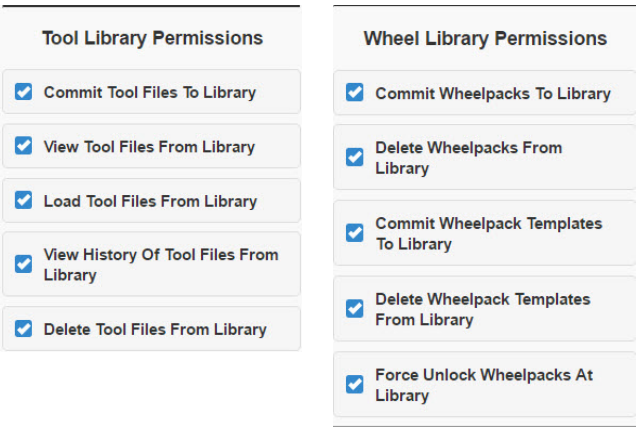 Tool Library Permissions
Commit Tool Files To Library
View Tool Files From Library
Load Tool Files From Library
View History Of Tool Files From
Library
Delete Tool Files From Library
Wheel Library Permissions
Commit Wheelpacks To Library
Delete Wheelpacks From
Library
Commit Wheelpack Templates
To Library
Delete Wheelpack Templates
From Library
Force Unlock Wheelpacks At
Library